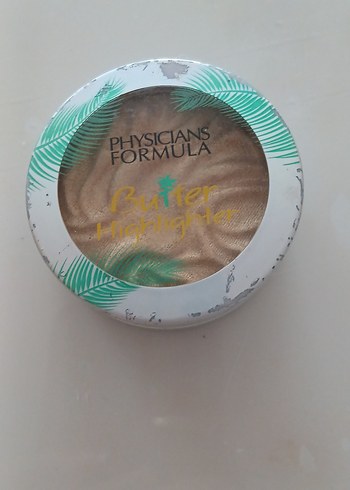 PHYSICIANS
FORMULA
Butter
Highlighter